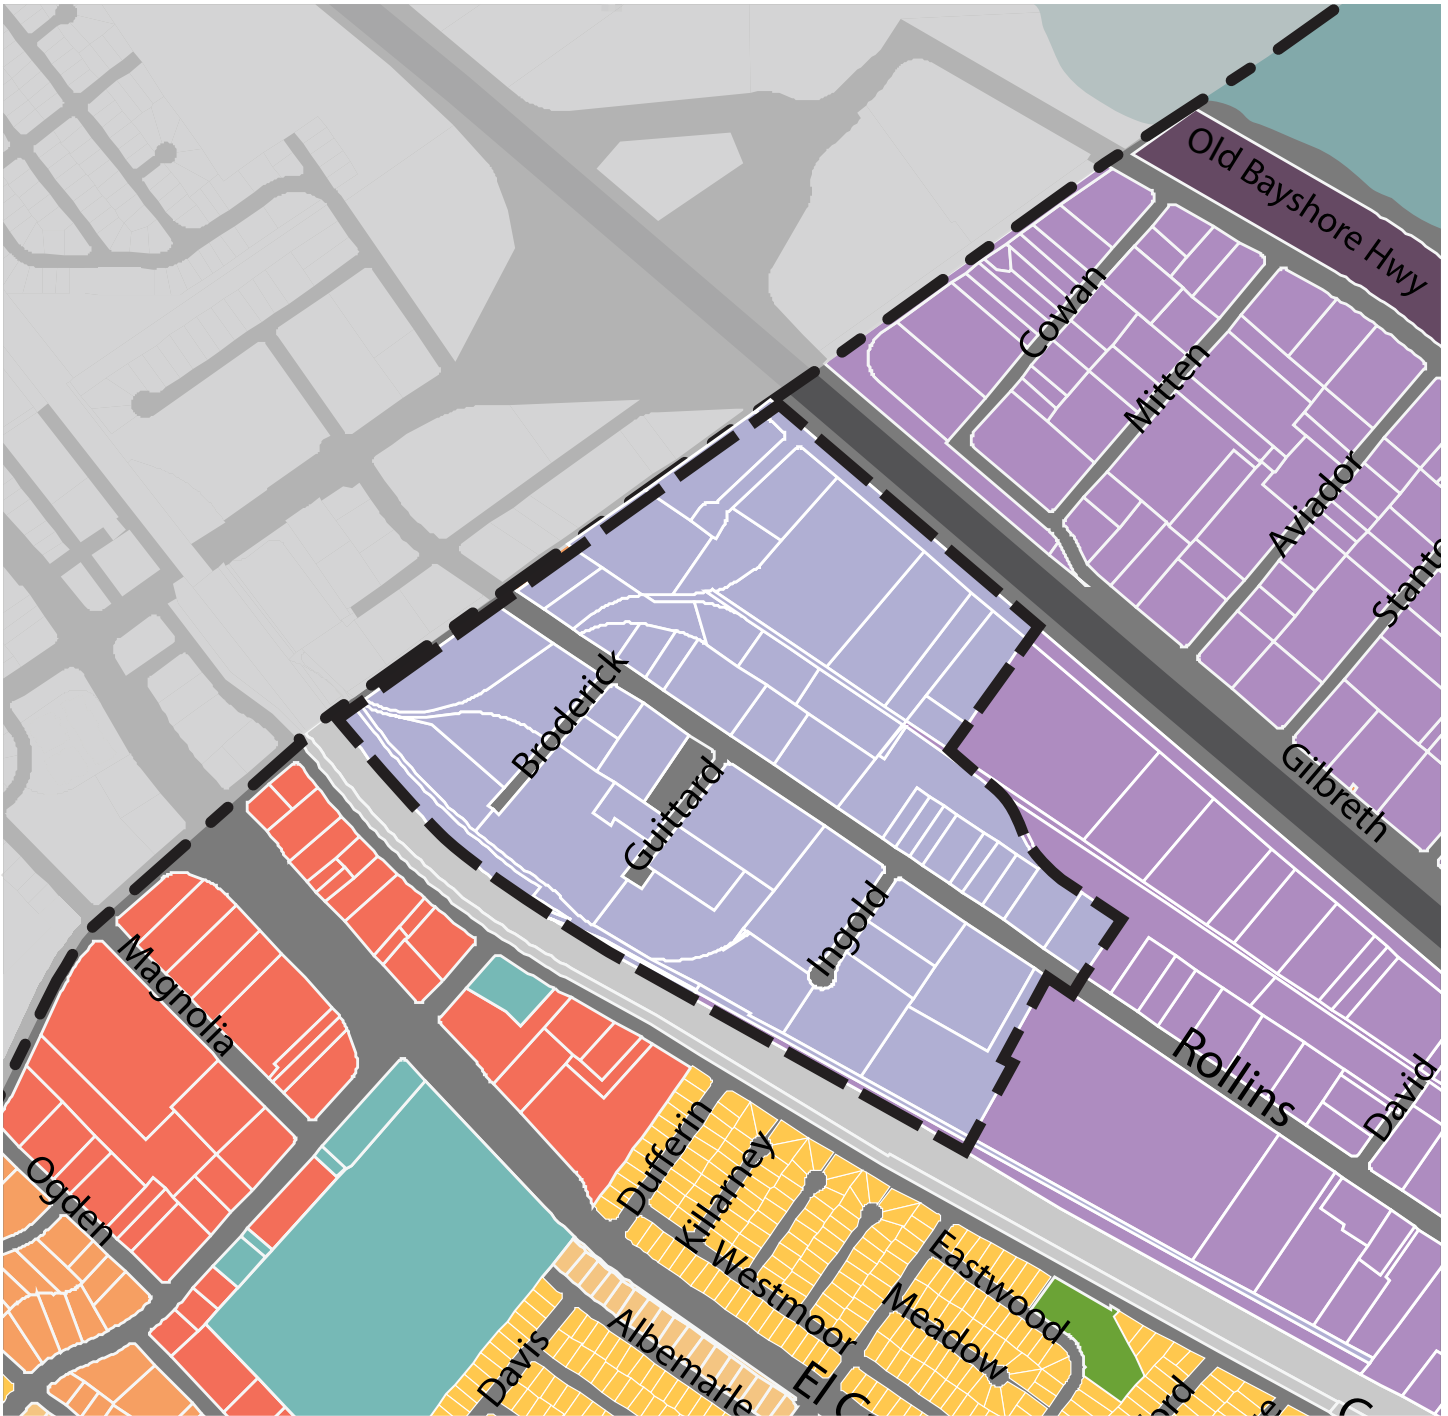 Old Bayshore Hwy
Cowan
Mitten
Aviador
Gilbreth
Broderick
Guittard
Ingold
Magnolia
Rollins
David
Ogden
Dufferin
Killarney
Westmoor
Eastwood
Meadow
Albemarle
Davis
El C